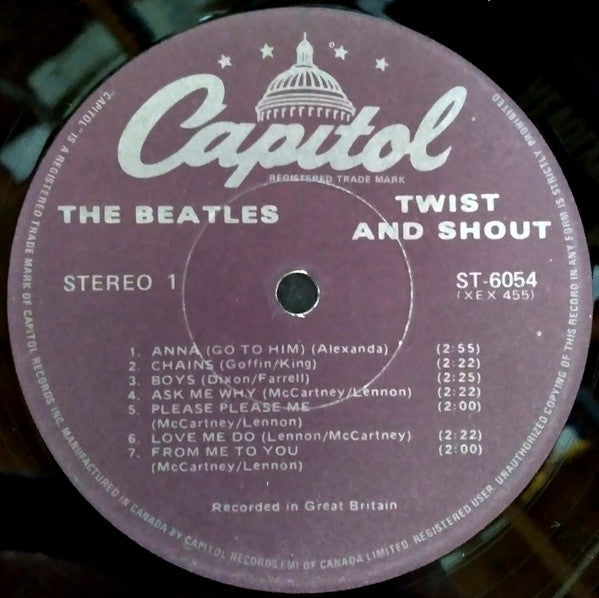 Capitol
REGISTERED TRADE MARK
THE BEATLES
TWIST
AND SHOUT
STEREO 1
ST-6054
(XEX 455)
1. ANNA (GO TO HIM) (Alexanda) (2:55)
2. CHAINS (Goffin/King) (2:22)
3. BOYS (Dixon/Farrell) (2:25)
4. ASK ME WHY (McCartney/Lennon) (2:22)
5. PLEASE PLEASE ME (2:00)
(McCartney/Lennon)
6. LOVE ME DO (Lennon/McCartney) (2:22)
7. FROM ME TO YOU (2:00)
(McCartney/Lennon)
Recorded in Great Britain
"CAPITOL" IS A REGISTERED TRADE MARK OF CAPITOL RECORDS INC. MANUFACTURED IN CANADA BY CAPITOL RECORDS-EMI OF CANADA LIMITED. REGISTERED USER. UNAUTHORIZED COPYING OF THIS RECORD IN ANY FORM IS STRICTLY PROHIBITED